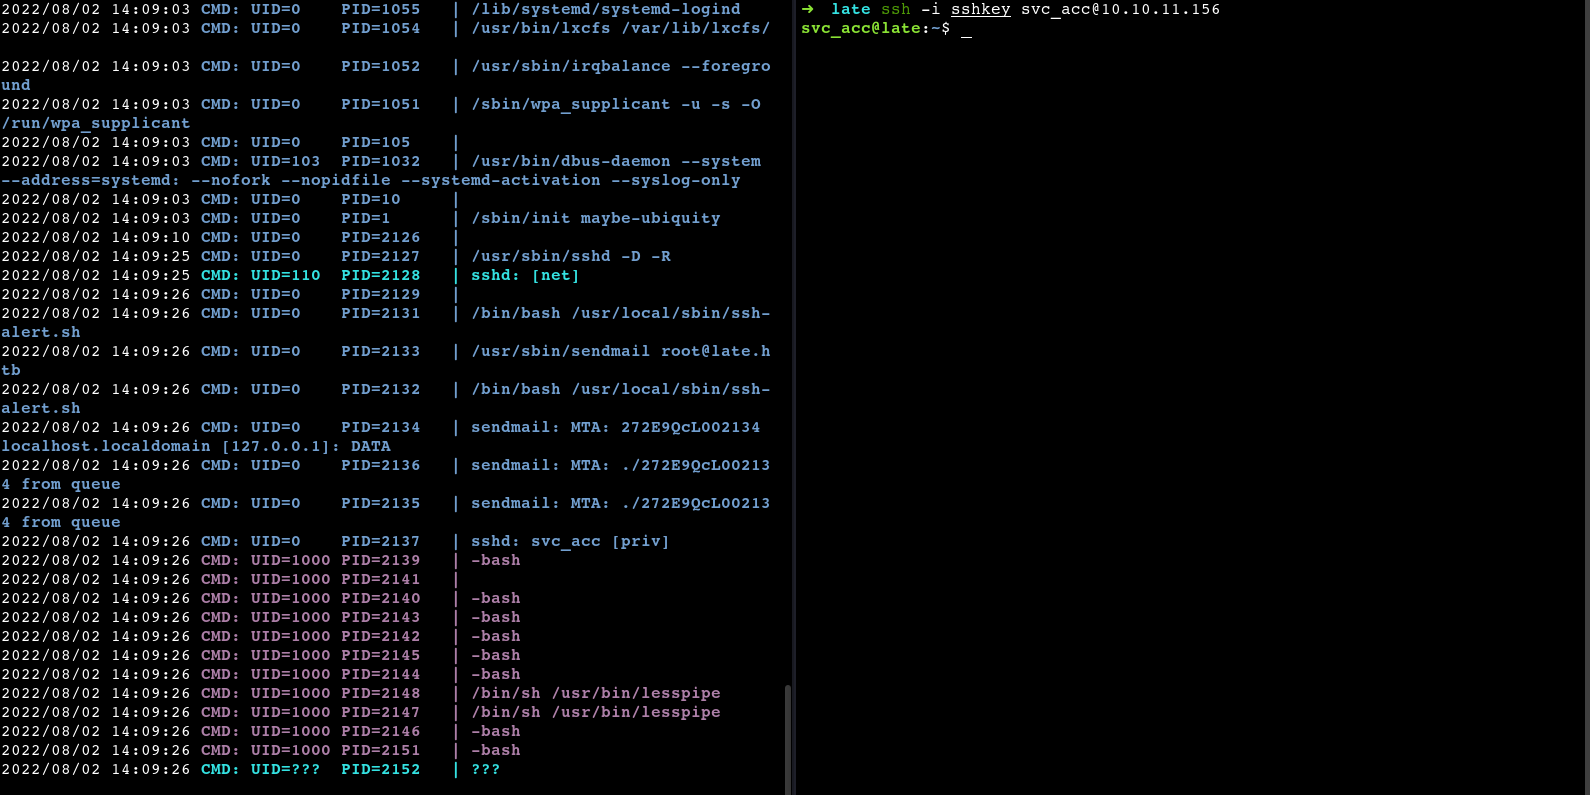 2022/08/02 14:09:03 CMD: UID=0    PID=1055   | /lib/systemd/systemd-logind
2022/08/02 14:09:03 CMD: UID=0    PID=1054   | /usr/bin/lxcfs /var/lib/lxcfs/
2022/08/02 14:09:03 CMD: UID=0    PID=1052   | /usr/sbin/irqbalance --foregro
und
2022/08/02 14:09:03 CMD: UID=0    PID=1051   | /sbin/wpa_supplicant -u -s -O
/run/wpa_supplicant
2022/08/02 14:09:03 CMD: UID=0    PID=105    |
2022/08/02 14:09:03 CMD: UID=103  PID=1032   | /usr/bin/dbus-daemon --system
--address=systemd: --nofork --nopidfile --systemd-activation --syslog-only
2022/08/02 14:09:03 CMD: UID=0    PID=10     |
2022/08/02 14:09:03 CMD: UID=0    PID=1      | /sbin/init maybe-ubiquity
2022/08/02 14:09:10 CMD: UID=0    PID=2126   |
2022/08/02 14:09:25 CMD: UID=0    PID=2127   | /usr/sbin/sshd -D -R
2022/08/02 14:09:25 CMD: UID=110  PID=2128   | sshd: [net]
2022/08/02 14:09:26 CMD: UID=0    PID=2129   |
2022/08/02 14:09:26 CMD: UID=0    PID=2131   | /bin/bash /usr/local/sbin/ssh-
alert.sh
2022/08/02 14:09:26 CMD: UID=0    PID=2133   | /usr/sbin/sendmail root@late.h
tb
2022/08/02 14:09:26 CMD: UID=0    PID=2132   | /bin/bash /usr/local/sbin/ssh-
alert.sh
2022/08/02 14:09:26 CMD: UID=0    PID=2134   | sendmail: MTA: 272E9QcL002134
localhost.localdomain [127.0.0.1]: DATA
2022/08/02 14:09:26 CMD: UID=0    PID=2136   | sendmail: MTA: ./272E9QcL00213
4 from queue
2022/08/02 14:09:26 CMD: UID=0    PID=2135   | sendmail: MTA: ./272E9QcL00213
4 from queue
2022/08/02 14:09:26 CMD: UID=0    PID=2137   | sshd: svc_acc [priv]
2022/08/02 14:09:26 CMD: UID=1000 PID=2139   | -bash
2022/08/02 14:09:26 CMD: UID=1000 PID=2141   |
2022/08/02 14:09:26 CMD: UID=1000 PID=2140   | -bash
2022/08/02 14:09:26 CMD: UID=1000 PID=2143   | -bash
2022/08/02 14:09:26 CMD: UID=1000 PID=2142   | -bash
2022/08/02 14:09:26 CMD: UID=1000 PID=2145   | -bash
2022/08/02 14:09:26 CMD: UID=1000 PID=2144   | -bash
2022/08/02 14:09:26 CMD: UID=1000 PID=2148   | /bin/sh /usr/bin/lesspipe
2022/08/02 14:09:26 CMD: UID=1000 PID=2147   | /bin/sh /usr/bin/lesspipe
2022/08/02 14:09:26 CMD: UID=1000 PID=2146   | -bash
2022/08/02 14:09:26 CMD: UID=1000 PID=2151   | -bash
2022/08/02 14:09:26 CMD: UID=???  PID=2152   | ???
➜  late ssh -i sshkey svc_acc@10.10.11.156
svc_acc@late:~$ _